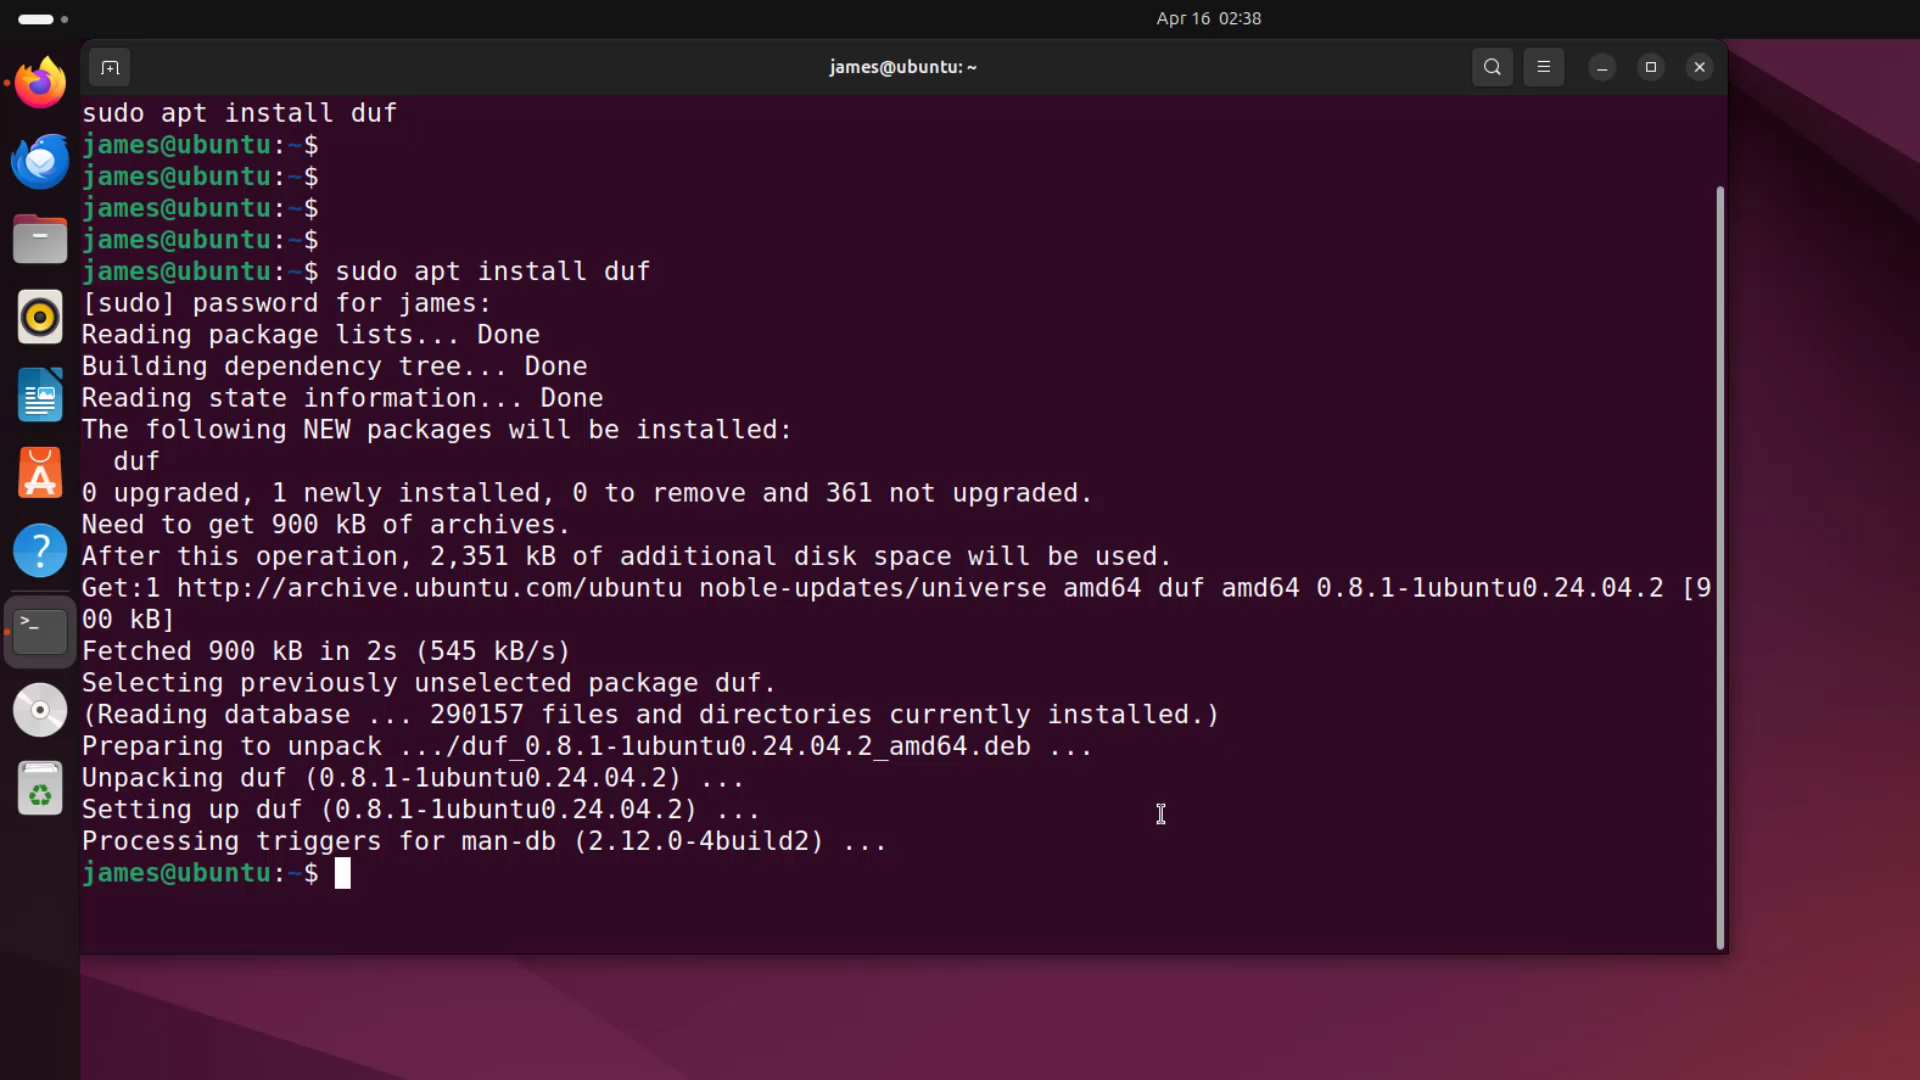 Apr 16 02:38
james@ubuntu: ~
sudo apt install duf
james@ubuntu:~$
james@ubuntu:~$
james@ubuntu:~$
james@ubuntu:~$
james@ubuntu:~$ sudo apt install duf
[sudo] password for james:
Reading package lists... Done
Building dependency tree... Done
Reading state information... Done
The following NEW packages will be installed:
  duf
0 upgraded, 1 newly installed, 0 to remove and 361 not upgraded.
Need to get 900 kB of archives.
After this operation, 2,351 kB of additional disk space will be used.
Get:1 http://archive.ubuntu.com/ubuntu noble-updates/universe amd64 duf amd64 0.8.1-1ubuntu0.24.04.2 [9
00 kB]
Fetched 900 kB in 2s (545 kB/s)
Selecting previously unselected package duf.
(Reading database ... 290157 files and directories currently installed.)
Preparing to unpack .../duf_0.8.1-1ubuntu0.24.04.2_amd64.deb ...
Unpacking duf (0.8.1-1ubuntu0.24.04.2) ...
Setting up duf (0.8.1-1ubuntu0.24.04.2) ...
Processing triggers for man-db (2.12.0-4build2) ...
james@ubuntu:~$